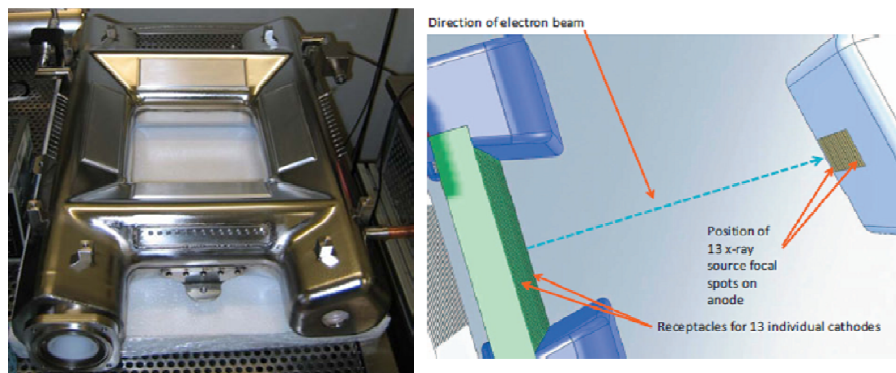 Direction of electron beam
Position of
13 x-ray
source focal
spots on
anode
Receptacles for 13 individual cathodes